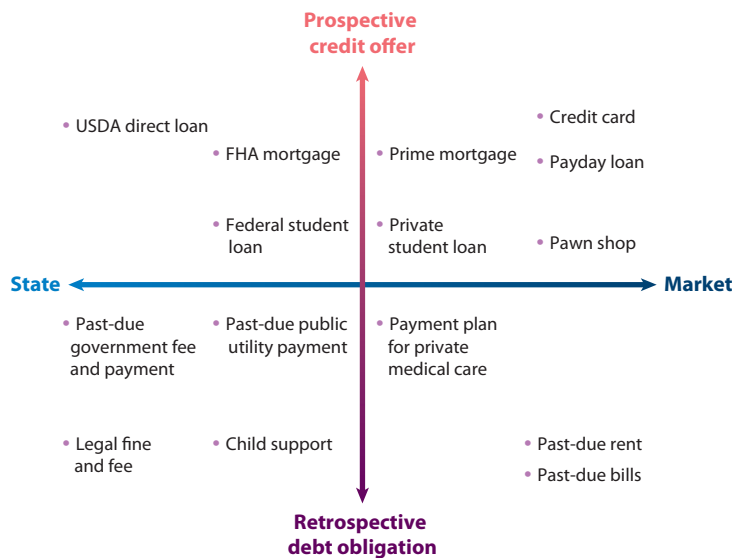 Prospective
credit offer
• USDA direct loan
• Credit card
• FHA mortgage
• Prime mortgage
• Payday loan
• Federal student
loan
• Private
student loan
• Pawn shop
State
Market
• Past-due
government fee
and payment
• Past-due public
utility payment
• Payment plan
for private
medical care
• Legal fine
and fee
• Child support
• Past-due rent
• Past-due bills
Retrospective
debt obligation